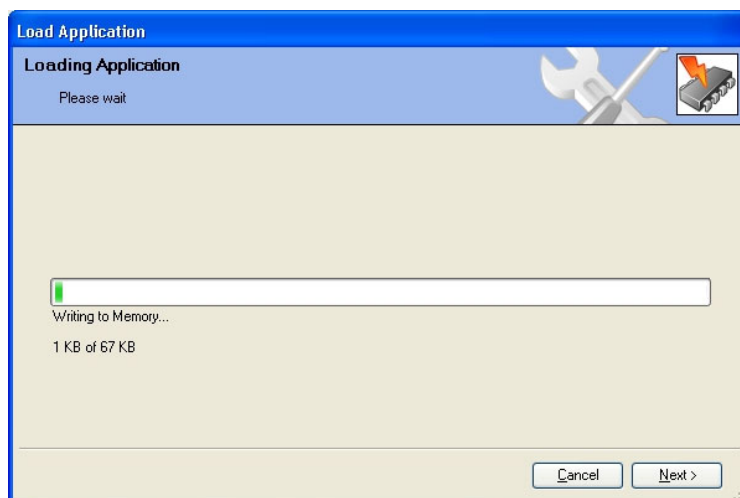 Load Application
Loading Application
Please wait
Writing to Memory...
1 KB of 67 KB
Cancel
Next >